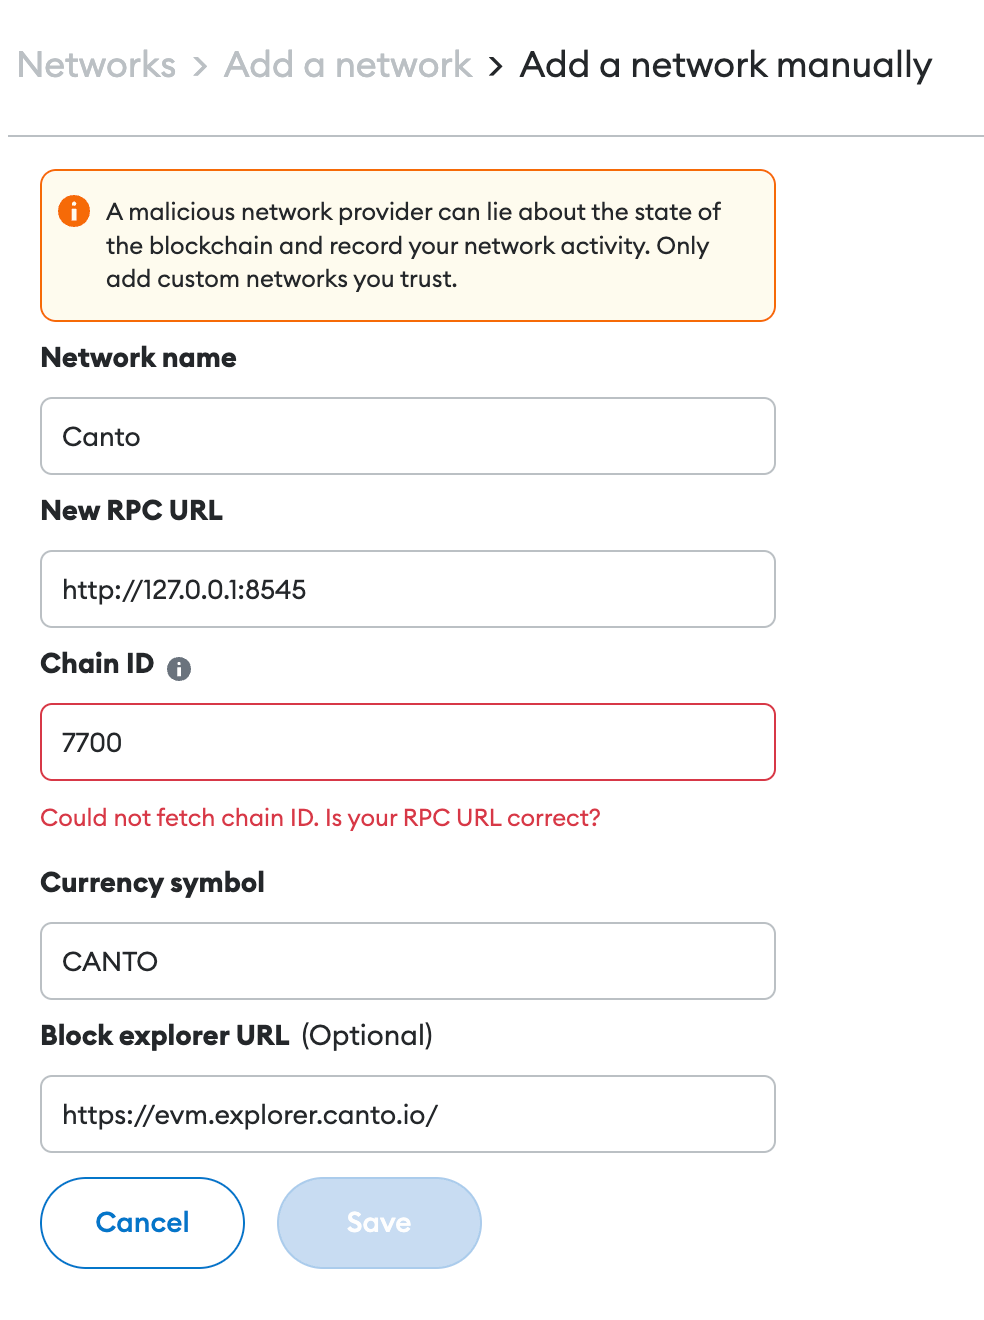 Networks > Add a network > Add a network manually
A malicious network provider can lie about the state of
the blockchain and record your network activity. Only
add custom networks you trust.
Network name
Canto
New RPC URL
http://127.0.0.1:8545
Chain ID
7700
Could not fetch chain ID. Is your RPC URL correct?
Currency symbol
CANTO
Block explorer URL (Optional)
https://evm.explorer.canto.io/
Cancel Save